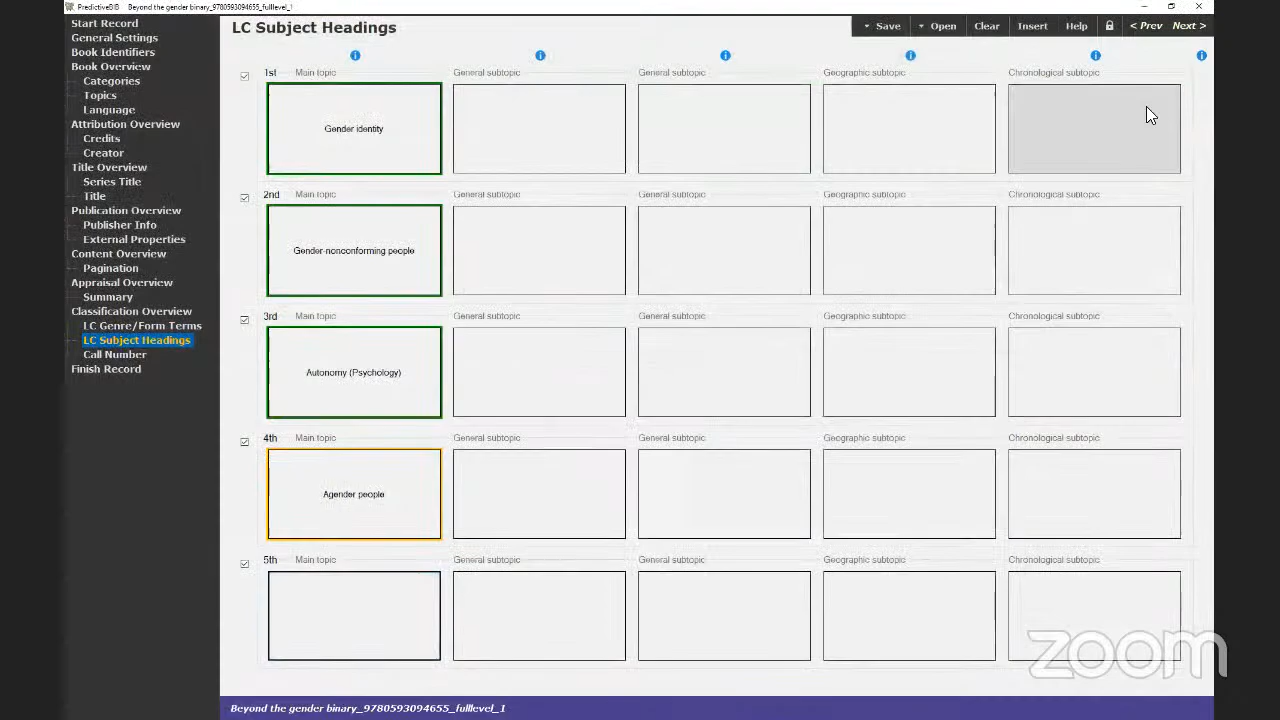 PredictiveBIB Beyond the gender binary_9780593094655_fulllevel_1
Start Record
General Settings
Book Identifiers
Book Overview
Categories
Topics
Language
Attribution Overview
Credits
Creator
Title Overview
Series Title
Title
Publication Overview
Publisher Info
External Properties
Content Overview
Pagination
Appraisal Overview
Summary
Classification Overview
LC Genre/Form Terms
LC Subject Headings
Call Number
Finish Record
LC Subject Headings
Save Open Clear Insert Help < Prev Next >
1st Main topic General subtopic General subtopic Geographic subtopic Chronological subtopic
Gender identity
2nd Main topic General subtopic General subtopic Geographic subtopic Chronological subtopic
Gender-nonconforming people
3rd Main topic General subtopic General subtopic Geographic subtopic Chronological subtopic
Autonomy (Psychology)
4th Main topic General subtopic General subtopic Geographic subtopic Chronological subtopic
Agender people
5th Main topic General subtopic General subtopic Geographic subtopic Chronological subtopic
zoom
Beyond the gender binary_9780593094655_fulllevel_1